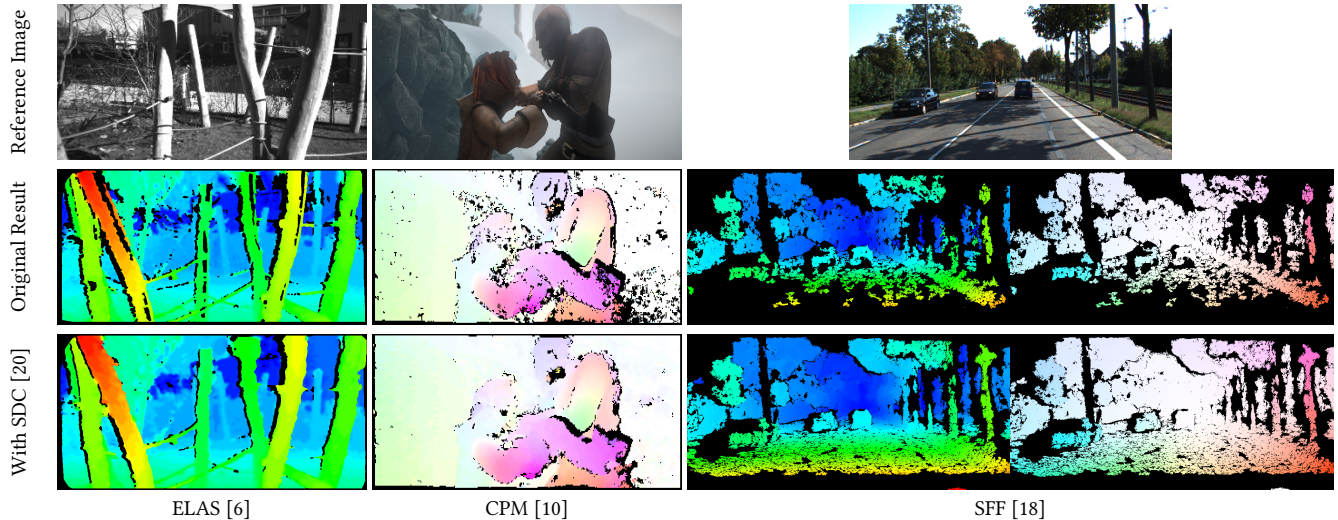 Reference Image
Original Result
With SDC [20]
ELAS [6]
CPM [10]
SFF [18]